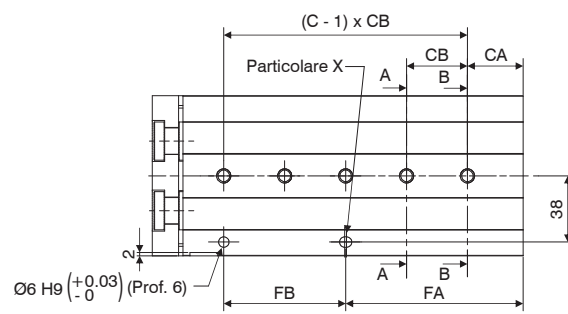 (C - 1) x CB
CB
CA
Particolare X
A
B
38
2
A
B
Ø6 H9 (+0.03 - 0) (Prof. 6)
FB
FA